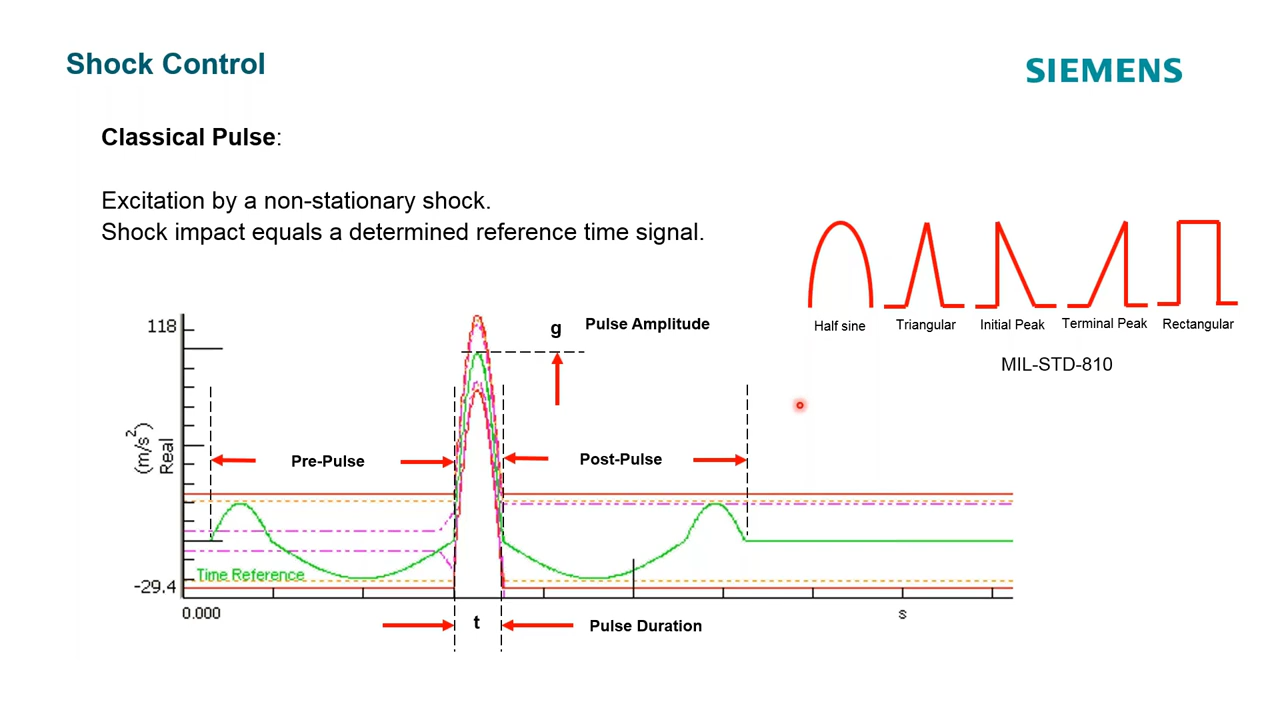 Shock Control
SIEMENS
Classical Pulse:
Excitation by a non-stationary shock.
Shock impact equals a determined reference time signal.
Half sine
Triangular
Initial Peak
Terminal Peak
Rectangular
MIL-STD-810
118
g
Pulse Amplitude
(m/s²)
Real
Pre-Pulse
Post-Pulse
Time Reference
-29.4
0.000
s
t
Pulse Duration